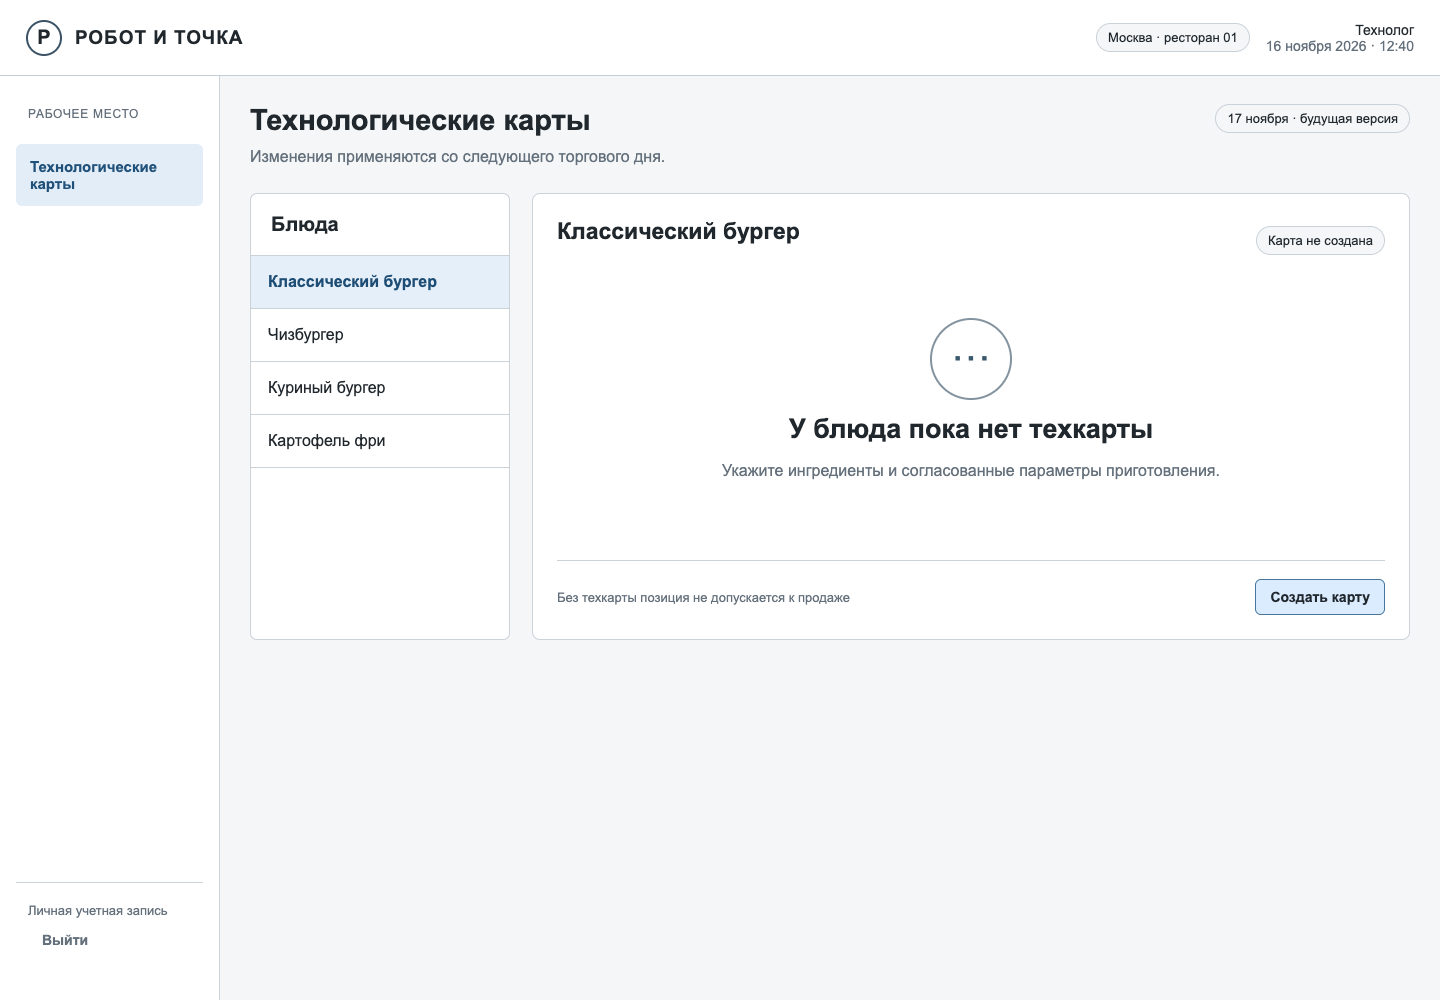 Р
РОБОТ И ТОЧКА
Москва · ресторан 01
Технолог
16 ноября 2026 · 12:40
РАБОЧЕЕ МЕСТО
Технологические
карты
Личная учетная запись
Выйти
Технологические карты
17 ноября · будущая версия
Изменения применяются со следующего торгового дня.
Блюда
Классический бургер
Чизбургер
Куриный бургер
Картофель фри
Классический бургер
Карта не создана
У блюда пока нет техкарты
Укажите ингредиенты и согласованные параметры приготовления.
Без техкарты позиция не допускается к продаже
Создать карту